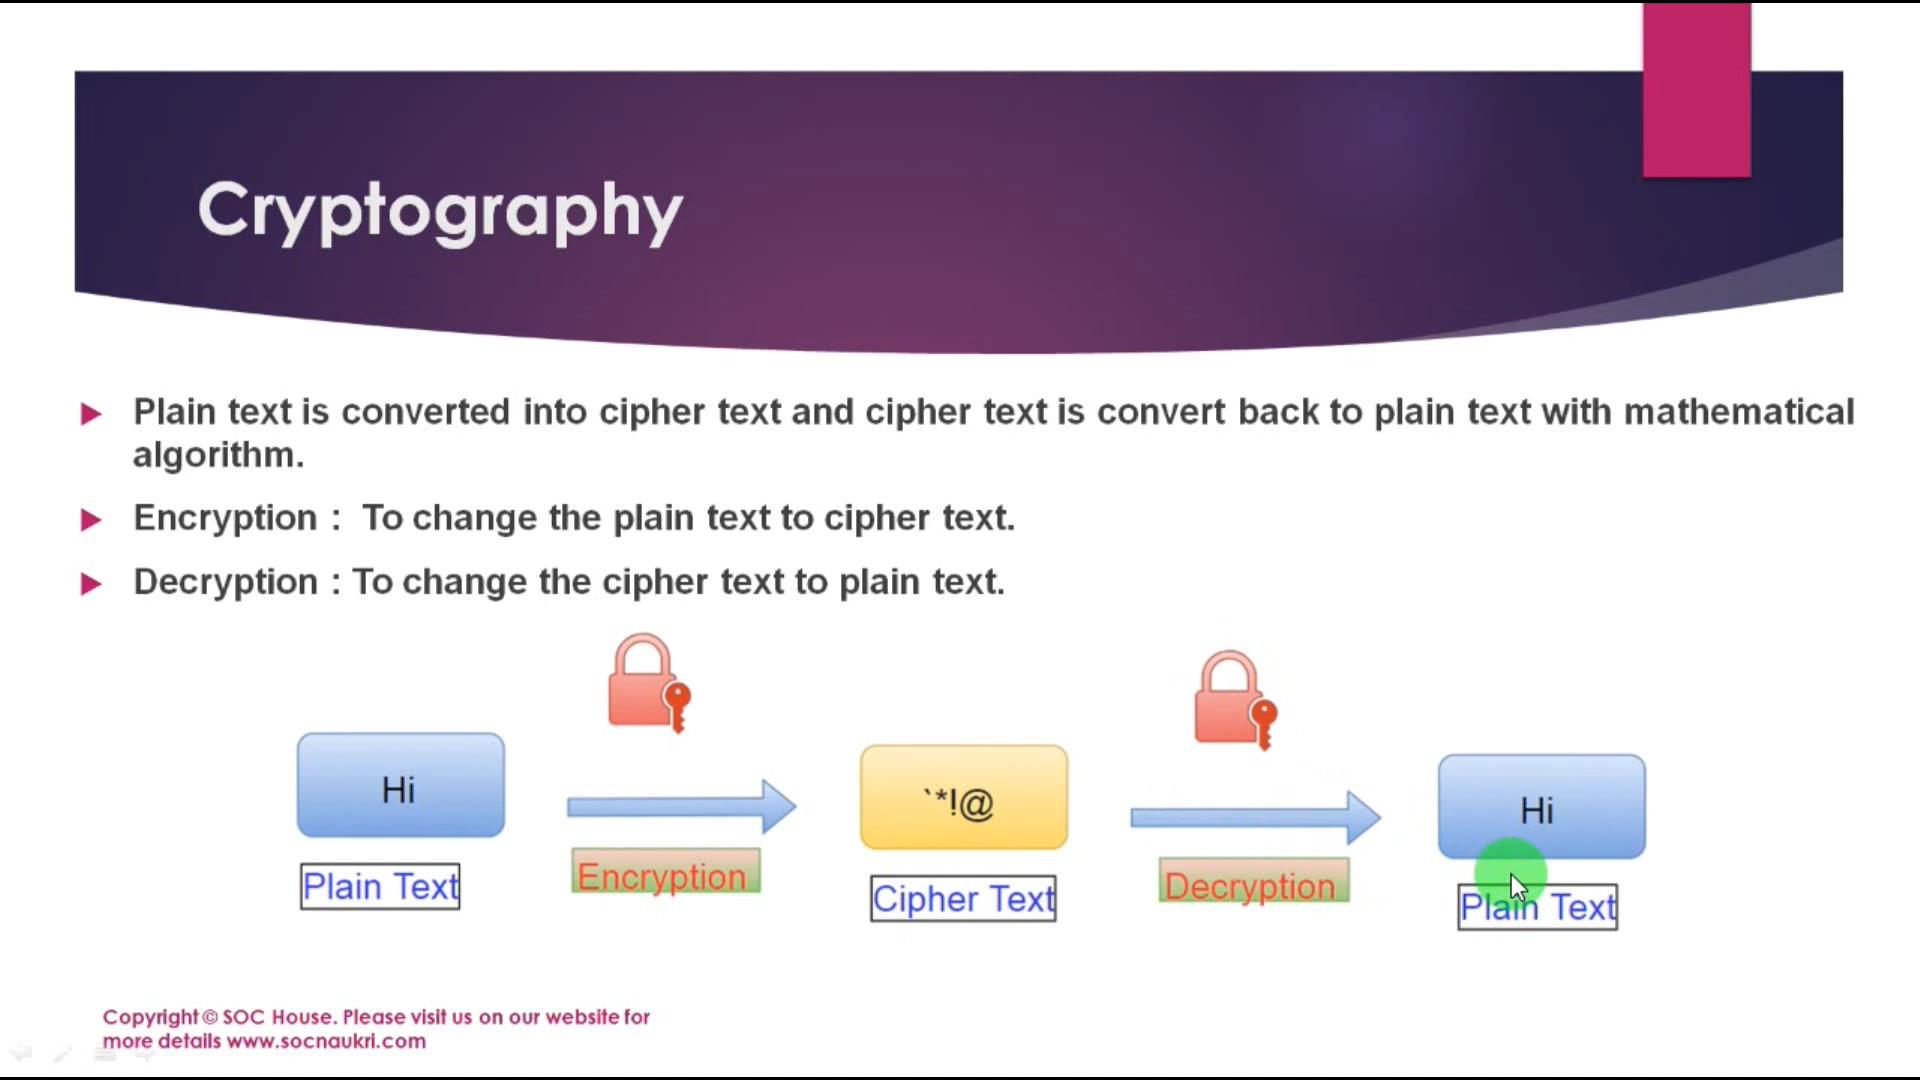 Cryptography
Plain text is converted into cipher text and cipher text is convert back to plain text with mathematical
algorithm.
Encryption : To change the plain text to cipher text.
Decryption : To change the cipher text to plain text.
Hi
`*!@
Hi
Plain Text
Encryption
Cipher Text
Decryption
Plain Text
Copyright © SOC House. Please visit us on our website for
more details www.socnaukri.com